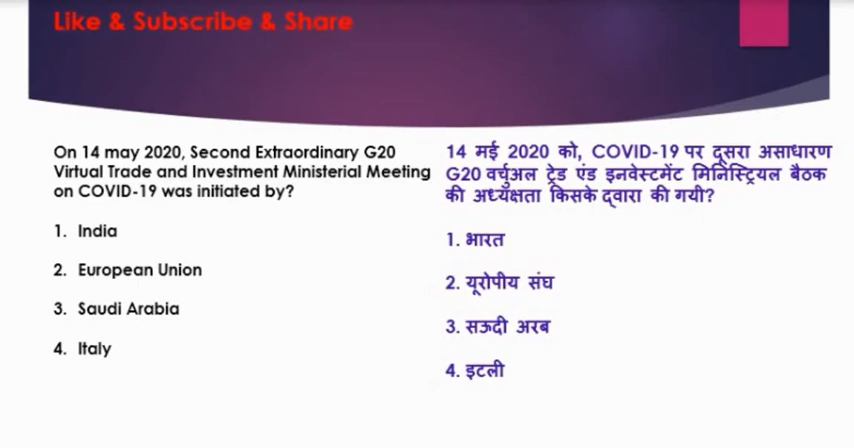 Like & Subscribe & Share
On 14 may 2020, Second Extraordinary G20
Virtual Trade and Investment Ministerial Meeting
on COVID-19 was initiated by?
1. India
2. European Union
3. Saudi Arabia
4. Italy
14 मई 2020 को, COVID-19 पर दूसरा असाधारण
G20 वर्चुअल ट्रेड एंड इनवेस्टमेंट मिनिस्ट्रियल बैठक
की अध्यक्षता किसके द्वारा की गयी?
1. भारत
2. यूरोपीय संघ
3. सऊदी अरब
4. इटली